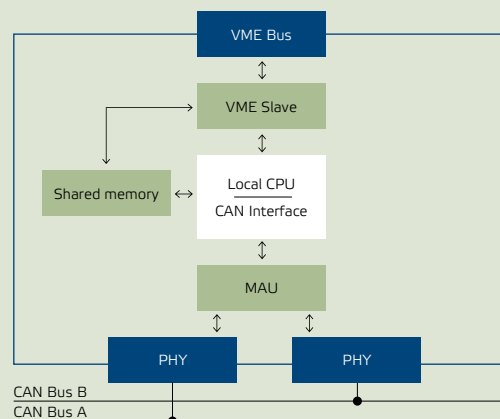 VME Bus
VME Slave
Shared memory
Local CPU
CAN Interface
MAU
PHY
PHY
CAN Bus B
CAN Bus A